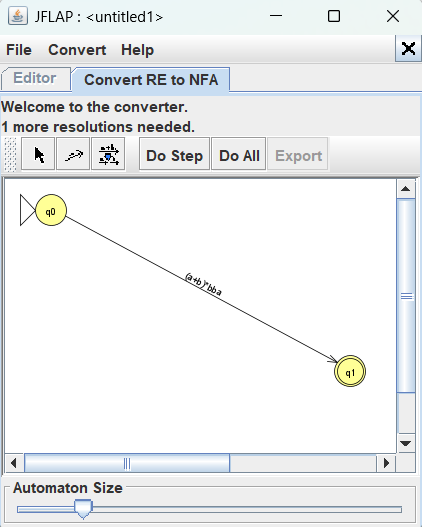 JFLAP : <untitled1>
File Convert Help
Editor Convert RE to NFA
Welcome to the converter.
1 more resolutions needed.
Do Step Do All Export
q0
(a+b)*bba
q1
Automaton Size